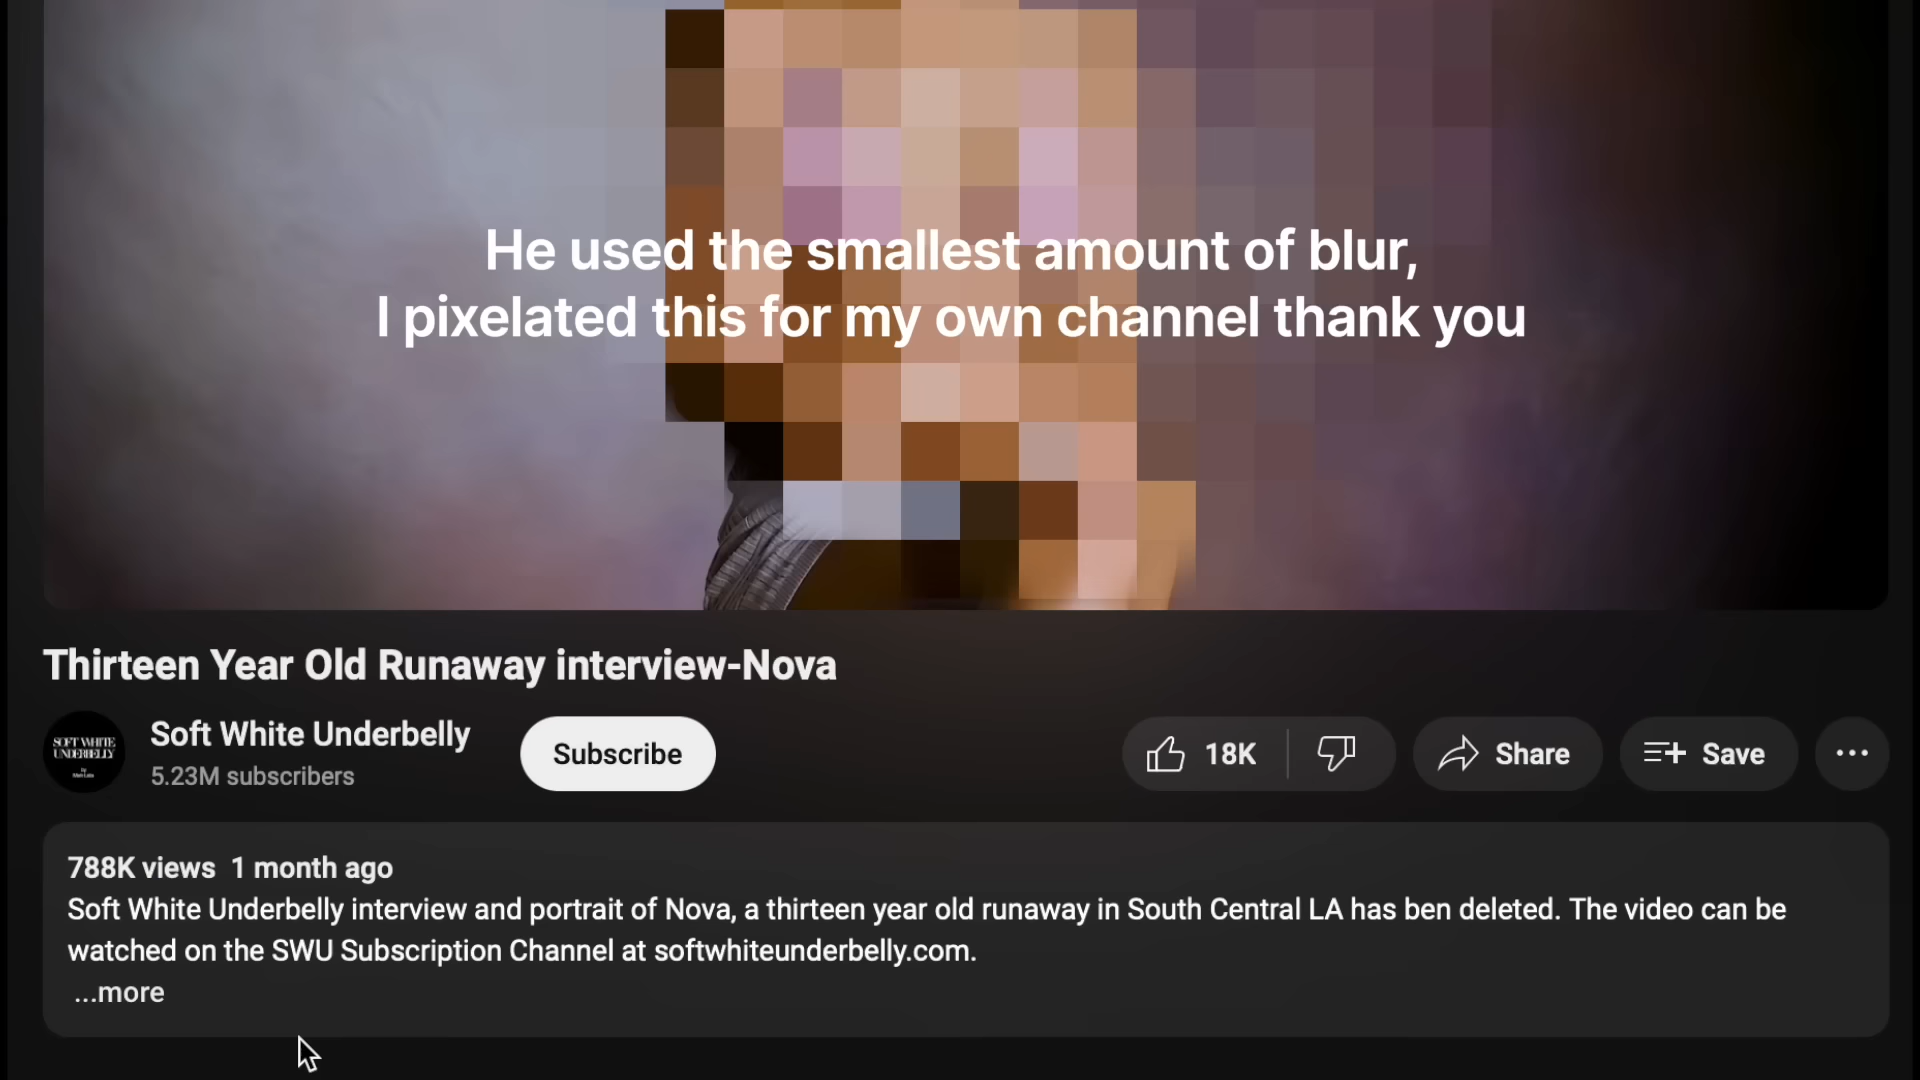 He used the smallest amount of blur,
I pixelated this for my own channel thank you
Thirteen Year Old Runaway interview-Nova
SOFT WHITE
UNDERBELLY
Soft White Underbelly
5.23M subscribers
Subscribe
18K
Share
Save
788K views 1 month ago
Soft White Underbelly interview and portrait of Nova, a thirteen year old runaway in South Central LA has ben deleted. The video can be
watched on the SWU Subscription Channel at softwhiteunderbelly.com.
...more